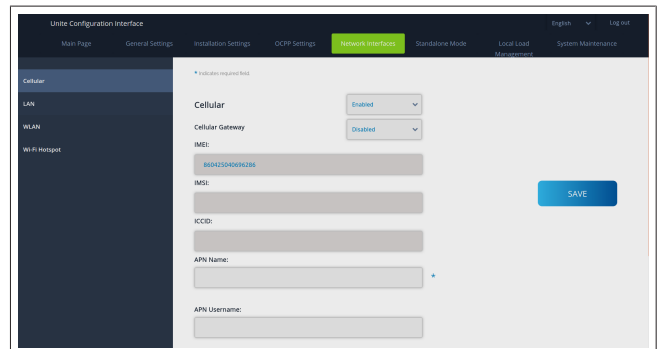 Unite Configuration Interface
English
Log out
Main Page
General Settings
Installation Settings
OCPP Settings
Network Interfaces
Standalone Mode
Local Load Management
System Maintenance
Cellular
LAN
WLAN
Wi-Fi Hotspot
* Indicates required field.
Cellular
Enabled
Cellular Gateway
Disabled
IMEI:
860425040696286
IMSI:
SAVE
ICCID:
APN Name:
*
APN Username: